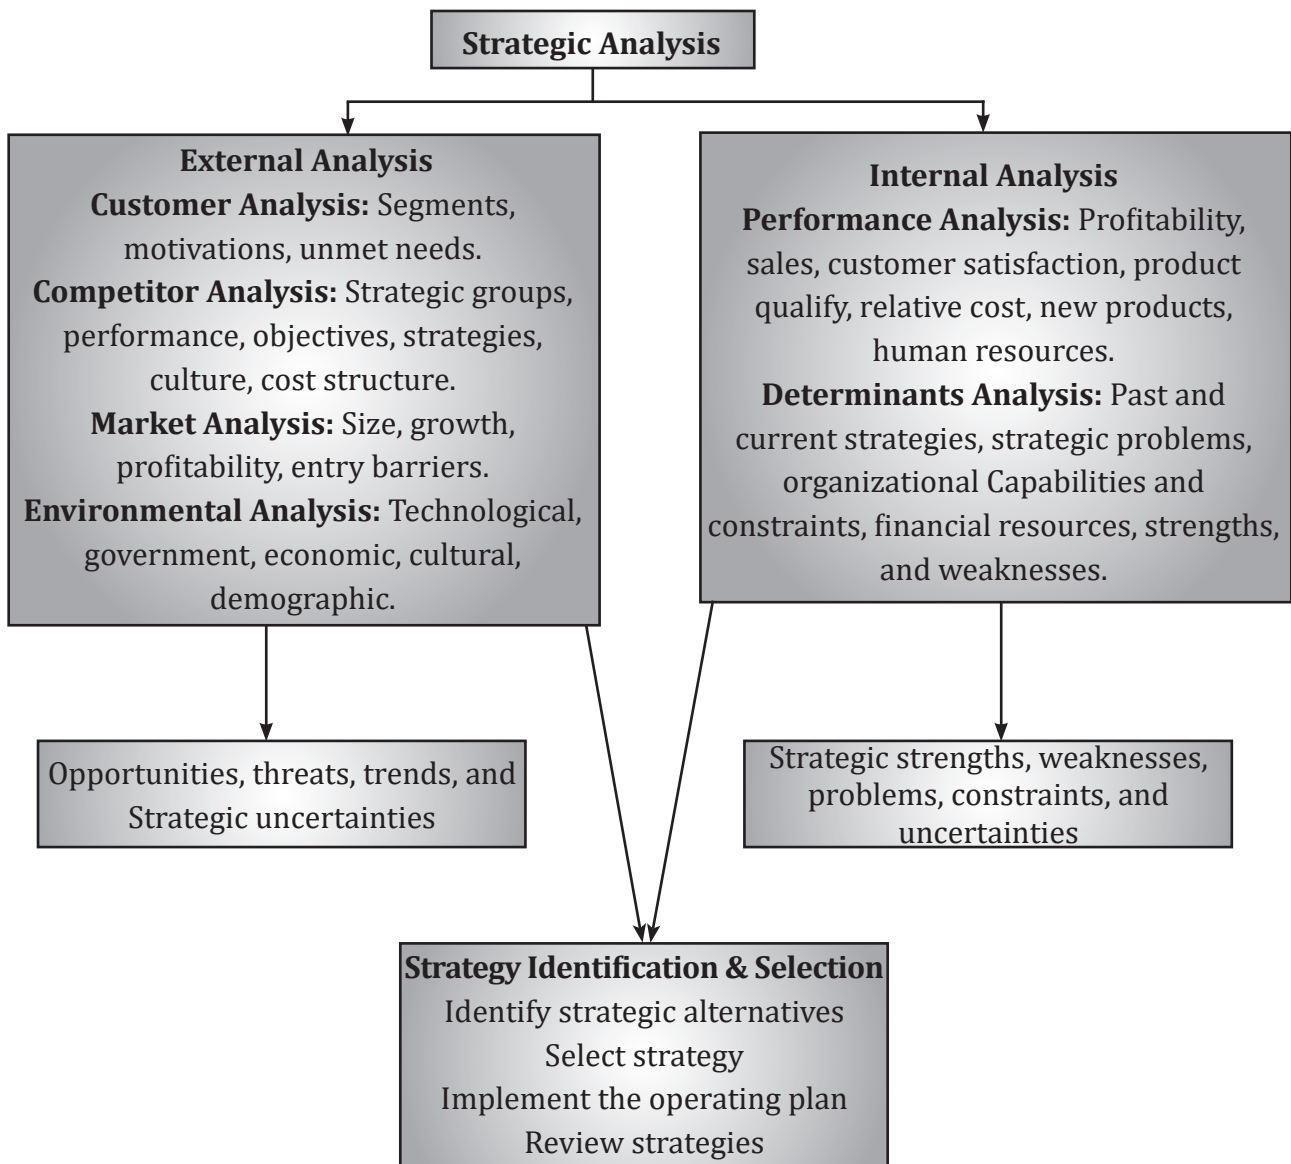 Strategic Analysis
External Analysis
Customer Analysis: Segments,
motivations, unmet needs.
Competitor Analysis: Strategic groups,
performance, objectives, strategies,
culture, cost structure.
Market Analysis: Size, growth,
profitability, entry barriers.
Environmental Analysis: Technological,
government, economic, cultural,
demographic.
Internal Analysis
Performance Analysis: Profitability,
sales, customer satisfaction, product
qualify, relative cost, new products,
human resources.
Determinants Analysis: Past and
current strategies, strategic problems,
organizational Capabilities and
constraints, financial resources, strengths,
and weaknesses.
Opportunities, threats, trends, and
Strategic uncertainties
Strategic strengths, weaknesses,
problems, constraints, and
uncertainties
Strategy Identification & Selection
Identify strategic alternatives
Select strategy
Implement the operating plan
Review strategies